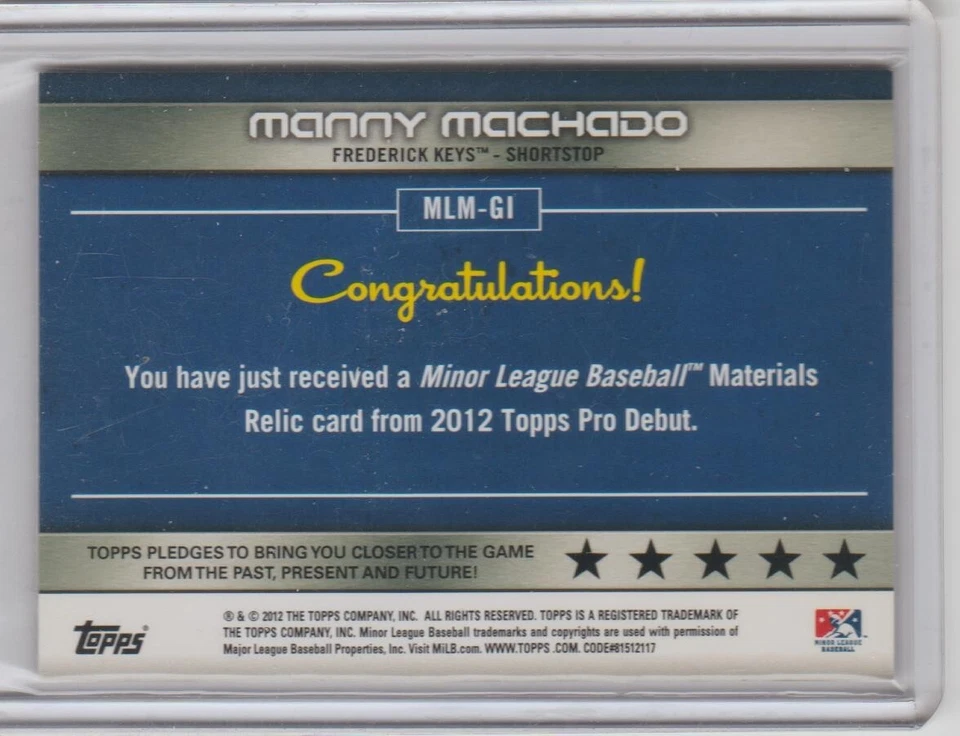 MANNY MACHADO
FREDERICK KEYS™ - SHORTSTOP
MLM-GI
Congratulations!
You have just received a Minor League Baseball™ Materials
Relic card from 2012 Topps Pro Debut.
TOPPS PLEDGES TO BRING YOU CLOSER TO THE GAME
FROM THE PAST, PRESENT AND FUTURE!
Topps®
® & © 2012 THE TOPPS COMPANY, INC. ALL RIGHTS RESERVED. TOPPS IS A REGISTERED TRADEMARK OF
THE TOPPS COMPANY, INC. Minor League Baseball trademarks and copyrights are used with permission of
Major League Baseball Properties, Inc. Visit MiLB.com. WWW.TOPPS .COM. CODE#81512117
MINOR LEAGUE
BASEBALL™